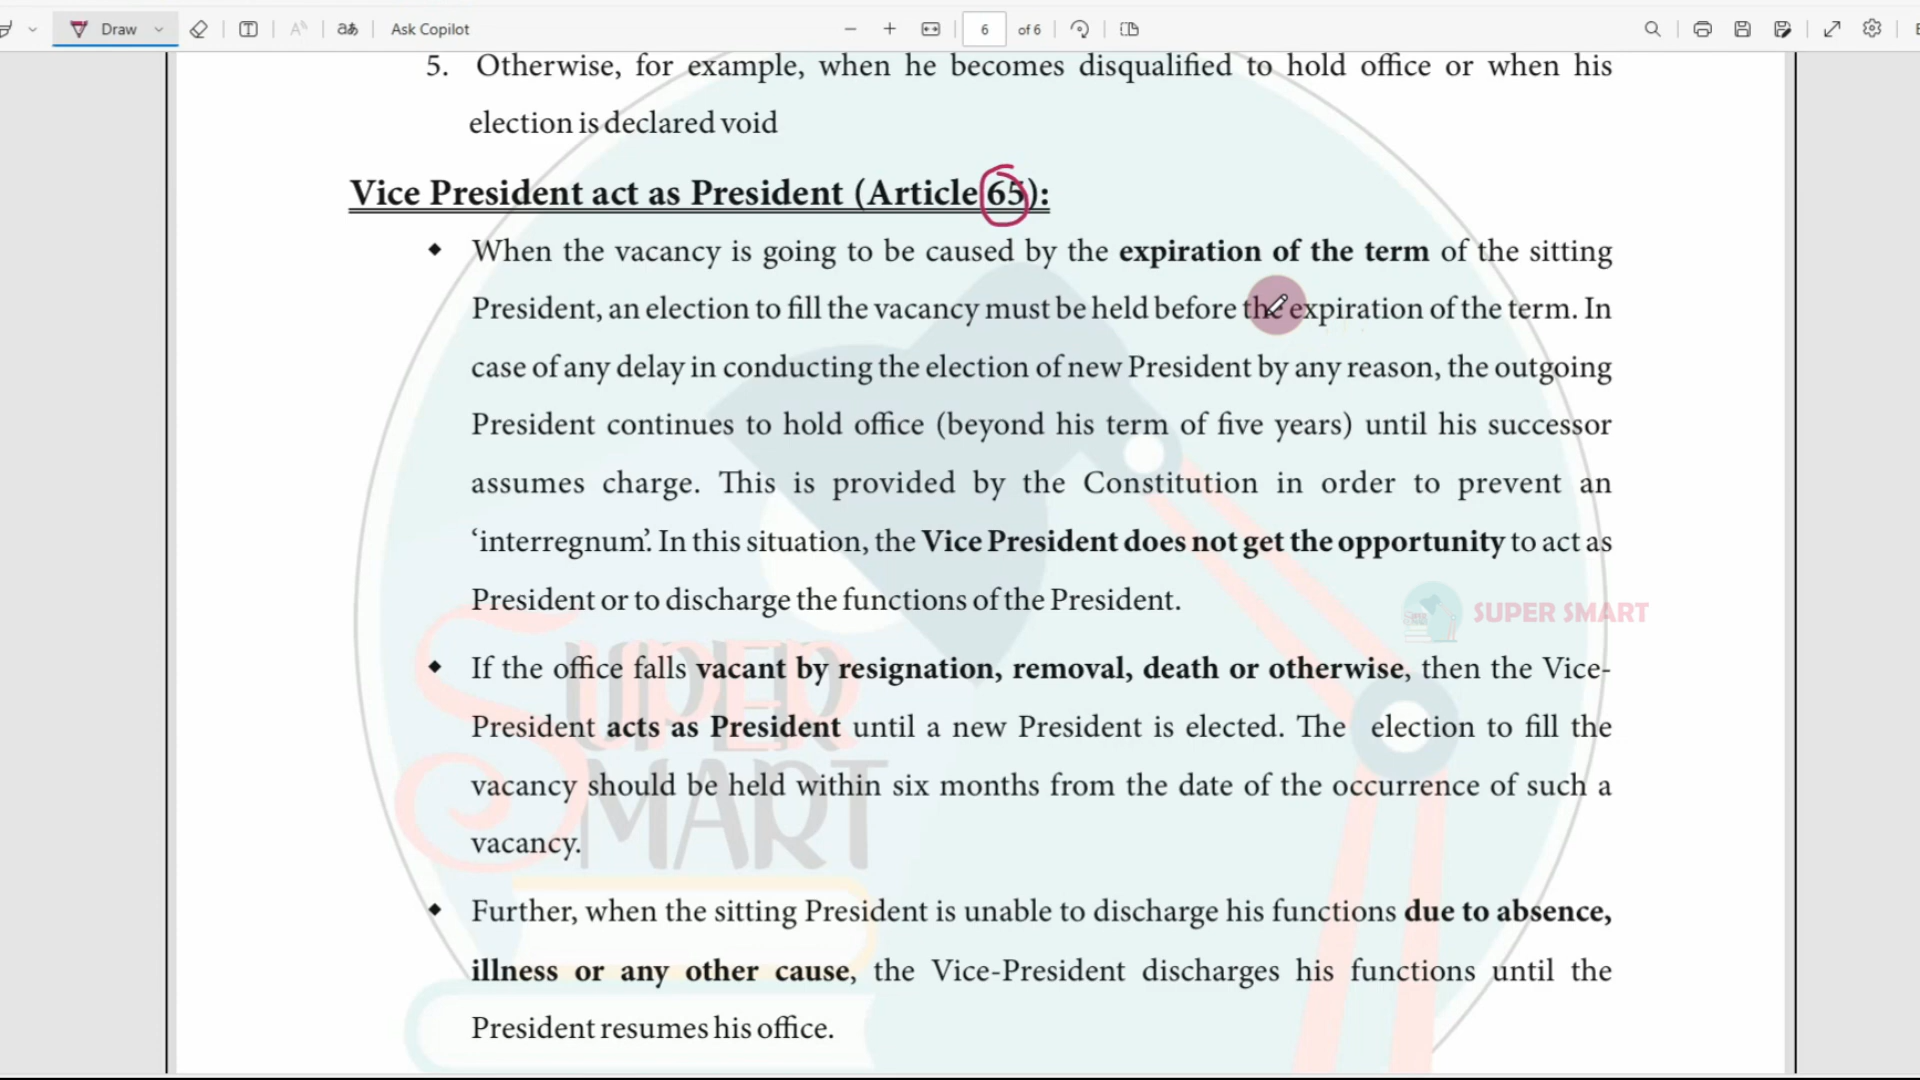 Draw
aあ
Ask Copilot
6
of 6
5. Otherwise, for example, when he becomes disqualified to hold office or when his
election is declared void
Vice President act as President (Article 65):
When the vacancy is going to be caused by the expiration of the term of the sitting
President, an election to fill the vacancy must be held before the expiration of the term. In
case of any delay in conducting the election of new President by any reason, the outgoing
President continues to hold office (beyond his term of five years) until his successor
assumes charge. This is provided by the Constitution in order to prevent an
‘interregnum’. In this situation, the Vice President does not get the opportunity to act as
President or to discharge the functions of the President.
SUPER SMART
If the office falls vacant by resignation, removal, death or otherwise, then the Vice-
President acts as President until a new President is elected. The election to fill the
vacancy should be held within six months from the date of the occurrence of such a
vacancy.
Further, when the sitting President is unable to discharge his functions due to absence,
illness or any other cause, the Vice-President discharges his functions until the
President resumes his office.
SUPER
SMART